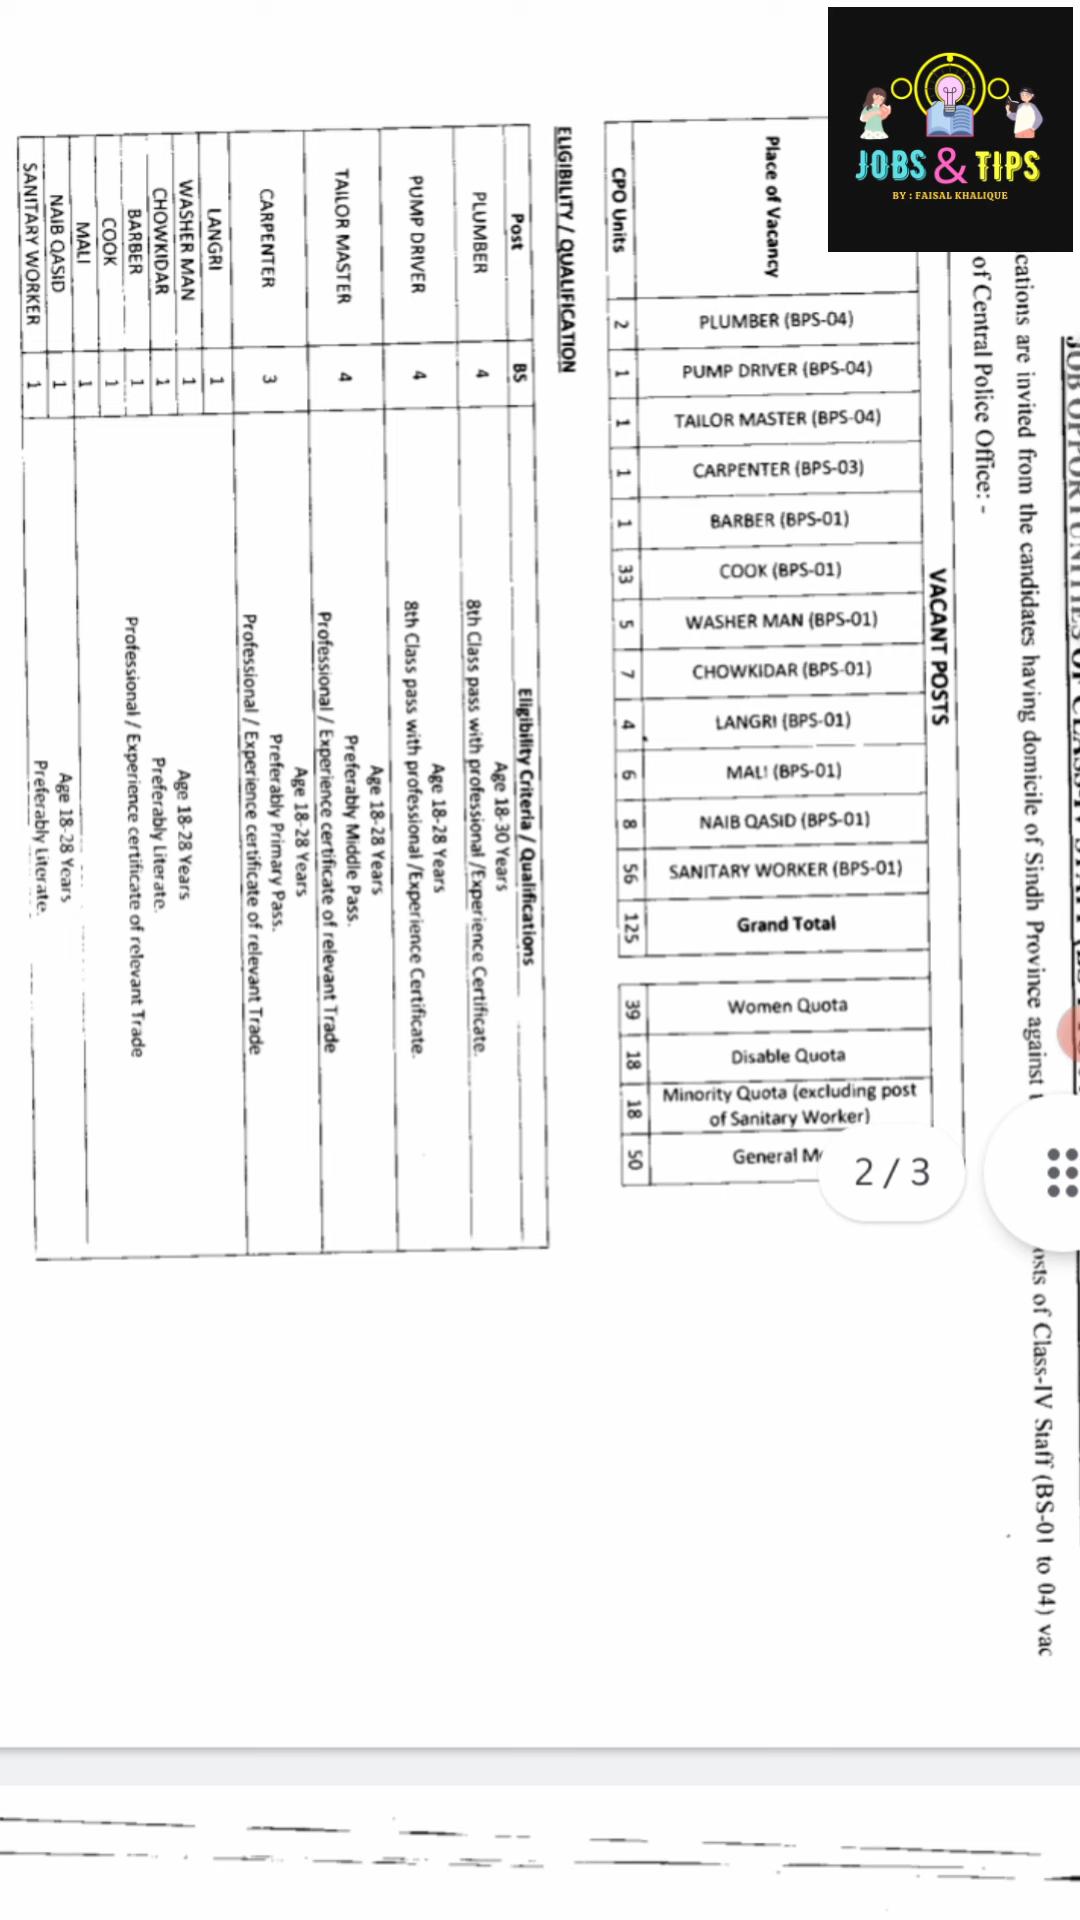 JOBS & TIPS
BY : FAISAL KHALIQUE
JOB OPPORTUNITIES OF CLASS-IV STAFF
cations are invited from the candidates having domicile of Sindh Province against
osts of Class-IV Staff (BS-01 to 04) vac
of Central Police Office: -
VACANT POSTS
Place of Vacancy
PLUMBER (BPS-04)
PUMP DRIVER (BPS-04)
TAILOR MASTER (BPS-04)
CARPENTER (BPS-03)
BARBER (BPS-01)
COOK (BPS-01)
WASHER MAN (BPS-01)
CHOWKIDAR (BPS-01)
LANGRI (BPS-01)
MALI (BPS-01)
NAIB QASID (BPS-01)
SANITARY WORKER (BPS-01)
Grand Total
Women Quota
Disable Quota
Minority Quota (excluding post
of Sanitary Worker)
General
CPO Units 2 1 1 1 1 33 5 7 4 6 8 56 125 39 18 18 50
ELIGIBILITY / QUALIFICATION
Post BS Eligibility Criteria / Qualifications
PLUMBER 4 Age 18-30 Years
8th Class pass with professional /Experience Certificate.
PUMP DRIVER 4 Age 18-28 Years
8th Class pass with professional /Experience Certificate.
TAILOR MASTER 4 Age 18-28 Years
Preferably Middle Pass.
Professional / Experience certificate of relevant Trade
CARPENTER 3 Age 18-28 Years
Preferably Primary Pass.
Professional / Experience certificate of relevant Trade
LANGRI 1
WASHER MAN 1 Age 18-28 Years
CHOWKIDAR 1 Preferably Literate.
BARBER 1 Professional / Experience certificate of relevant Trade
COOK 1
MALI 1
NAIB QASID 1 Age 18-28 Years
SANITARY WORKER 1 Preferably Literate.
2 / 3